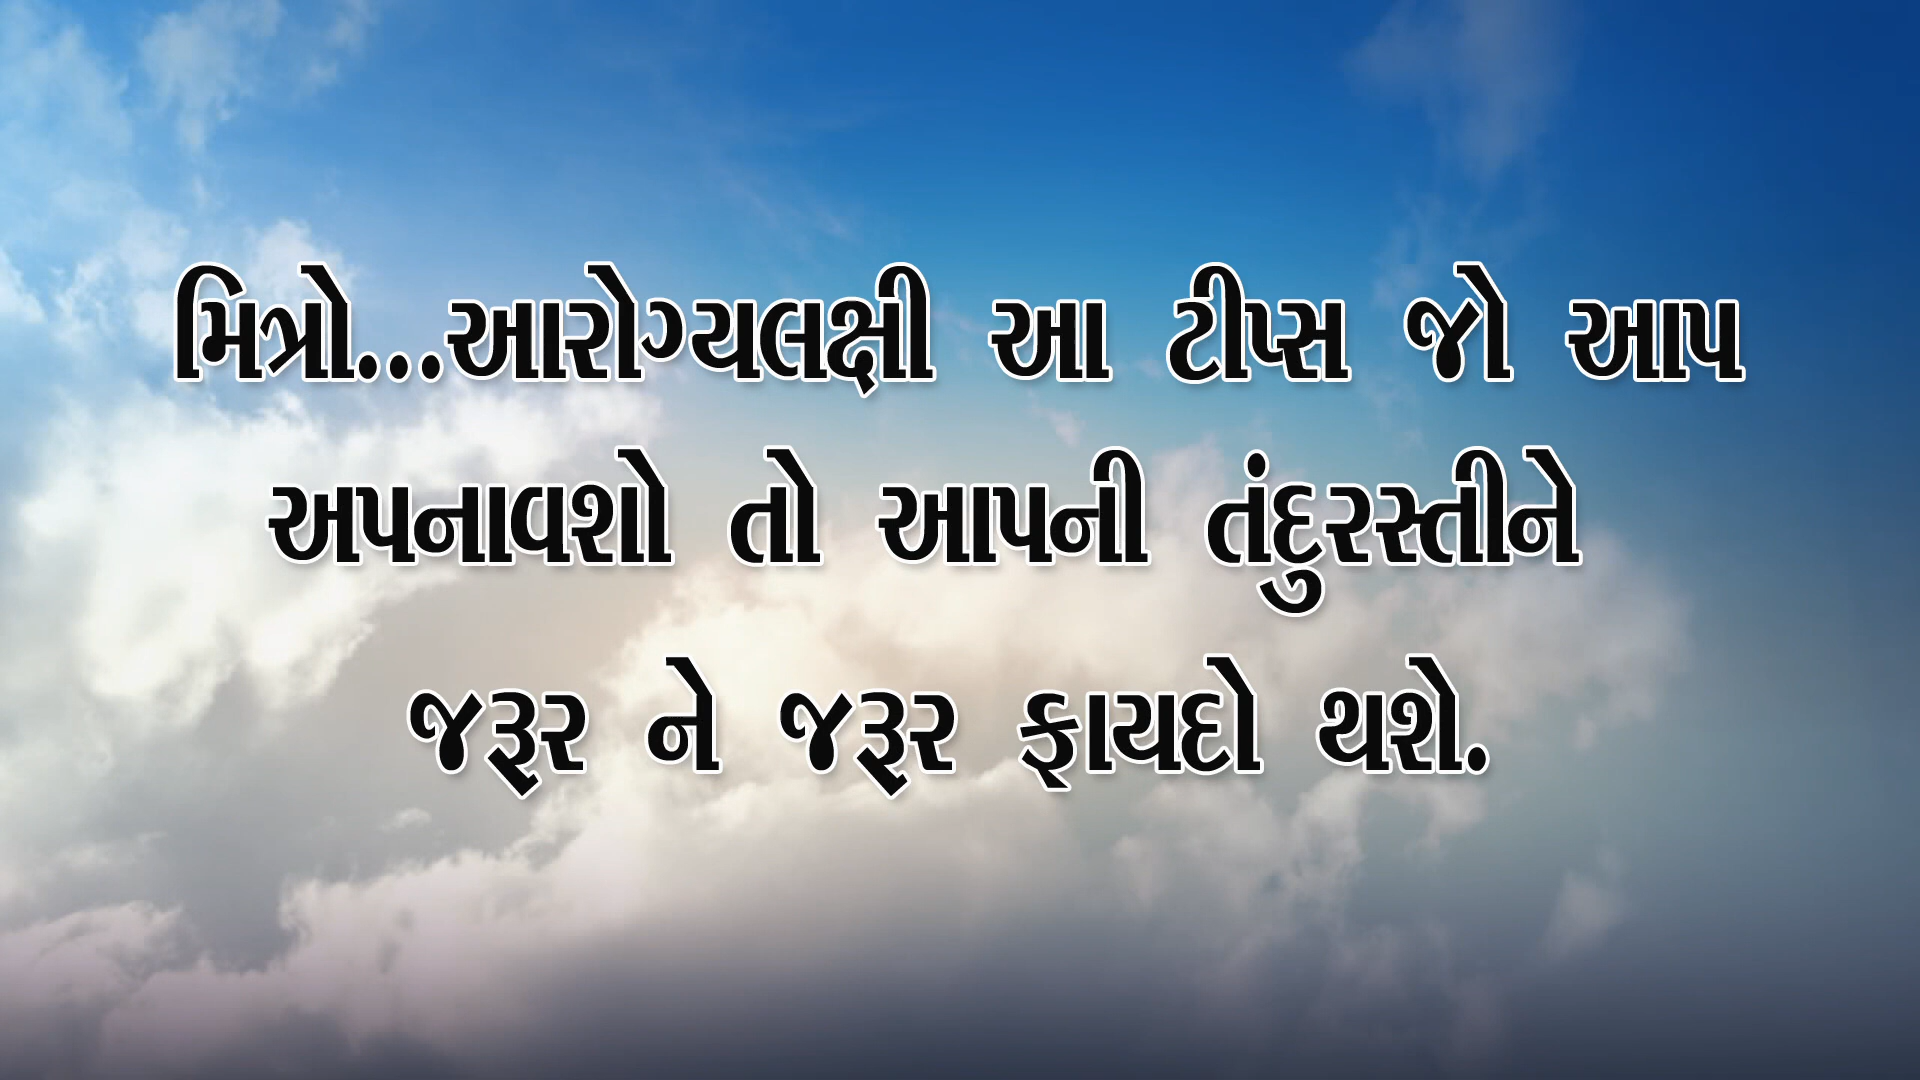 મિત્રો...આરોગ્યલક્ષી આ ટીપ્સ જો આપ
અપનાવશો તો આપની તંદુરસ્તીને
જરૂર ને જરૂર ફાયદો થશે.